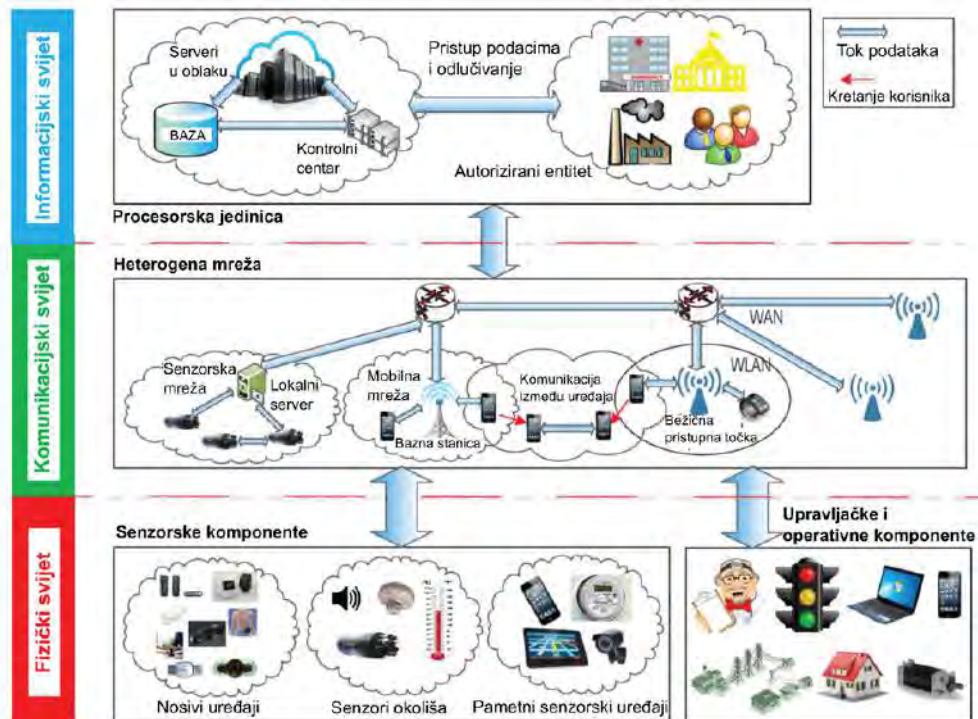 Informacijski svijet
Serveri
u oblaku
BAZA
Kontrolni
centar
Pristup podacima
i odlučivanje
Autorizirani entitet
Tok podataka
Kretanje korisnika
Procesorska jedinica
Komunikacijski svijet
Heterogena mreža
Senzorska
mreža
Lokalni
server
Mobilna
mreža
Bazna stanica
Komunikacija
između uređaja
WLAN
Bežična
pristupna točka
WAN
Fizički svijet
Senzorske komponente
Nosivi uređaji
Senzori okoliša
Pametni senzorski uređaji
Upravljačke i
operativne komponente